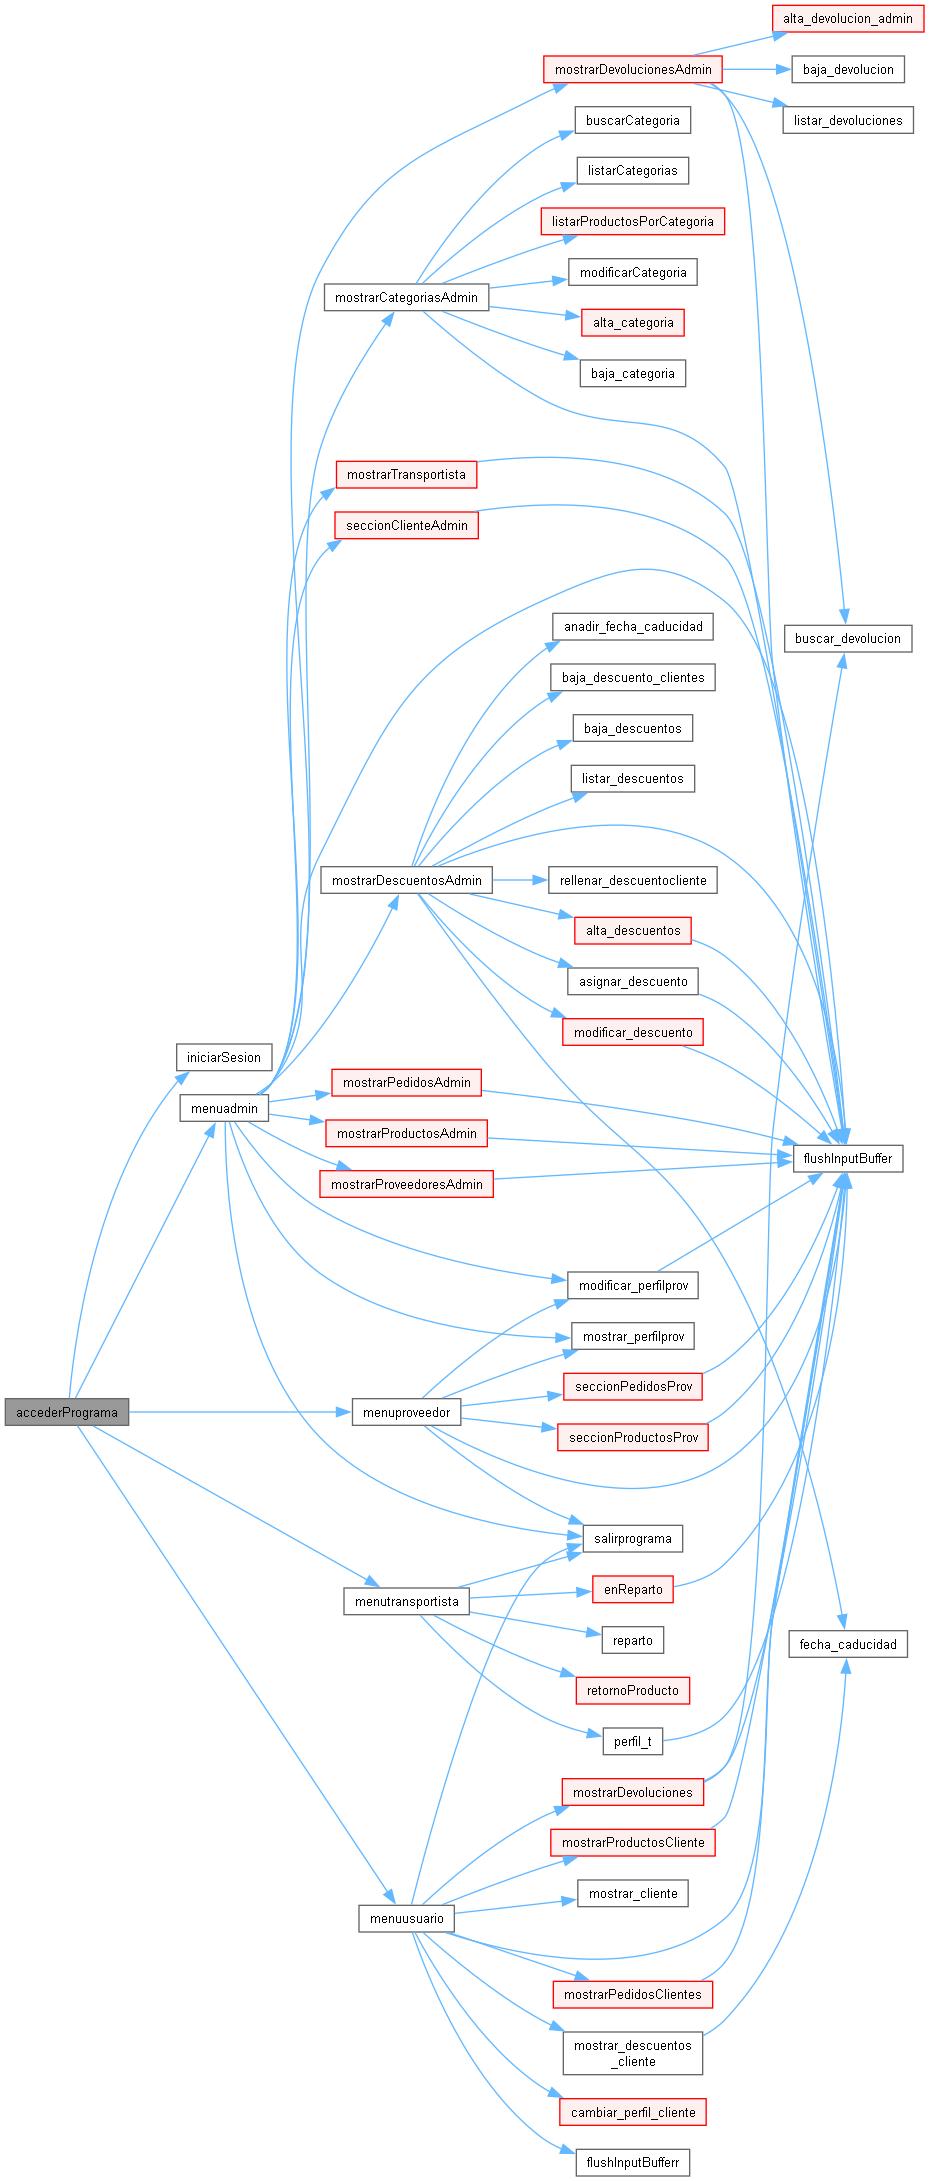 alta_devolucion_admin
mostrarDevolucionesAdmin
baja_devolucion
buscarCategoria
listar_devoluciones
listarCategorias
listarProductosPorCategoria
modificarCategoria
mostrarCategoriasAdmin
alta_categoria
baja_categoria
mostrarTransportista
seccionClienteAdmin
anadir_fecha_caducidad
buscar_devolucion
baja_descuento_clientes
baja_descuentos
listar_descuentos
mostrarDescuentosAdmin
rellenar_descuentocliente
alta_descuentos
asignar_descuento
modificar_descuento
iniciarSesion
mostrarPedidosAdmin
menuadmin
mostrarProductosAdmin
flushInputBuffer
mostrarProveedoresAdmin
modificar_perfilprov
mostrar_perfilprov
seccionPedidosProv
accederPrograma
menuproveedor
seccionProductosProv
salirprograma
enReparto
menutransportista
reparto
fecha_caducidad
retornoProducto
perfil_t
mostrarDevoluciones
mostrarProductosCliente
mostrar_cliente
menuusuario
mostrarPedidosClientes
mostrar_descuentos
_cliente
cambiar_perfil_cliente
flushInputBufferr